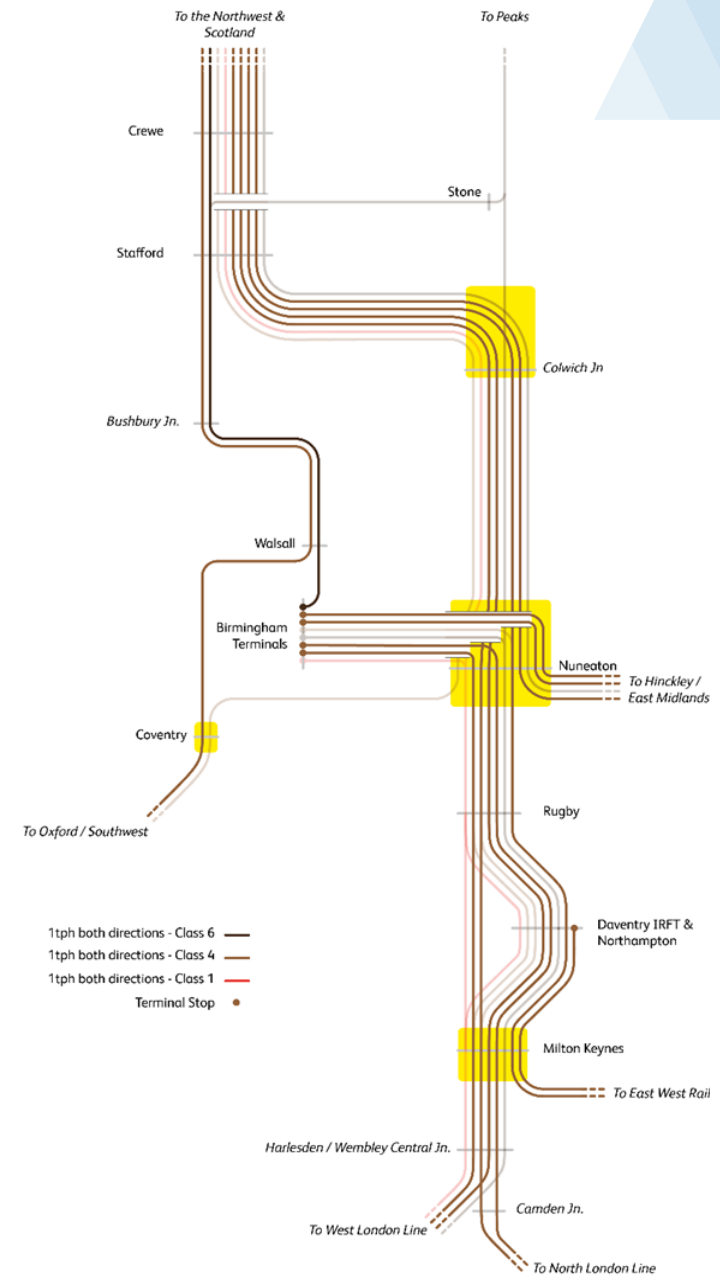 To the Northwest &
Scotland
To Peaks
Crewe
Stone
Stafford
Colwich Jn
Bushbury Jn.
Walsall
Birmingham
Terminals
Nuneaton
To Hinckley /
East Midlands
Coventry
Rugby
To Oxford / Southwest
Daventry IRFT &
Northampton
1tph both directions - Class 6
1tph both directions - Class 4
1tph both directions - Class 1
Terminal Stop
Milton Keynes
To East West Rail
Harlesden / Wembley Central Jn.
Camden Jn.
To West London Line
To North London Line